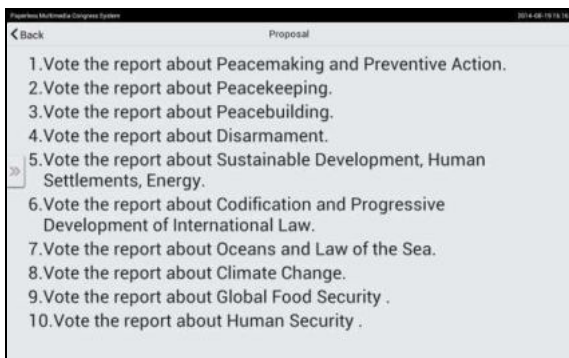 Paperless Multimedia Congress System 2014-08-19 16:16
Back Proposal
1.Vote the report about Peacemaking and Preventive Action.
2.Vote the report about Peacekeeping.
3.Vote the report about Peacebuilding.
4.Vote the report about Disarmament.
5.Vote the report about Sustainable Development, Human
Settlements, Energy.
6.Vote the report about Codification and Progressive
Development of International Law.
7.Vote the report about Oceans and Law of the Sea.
8.Vote the report about Climate Change.
9.Vote the report about Global Food Security .
10.Vote the report about Human Security .